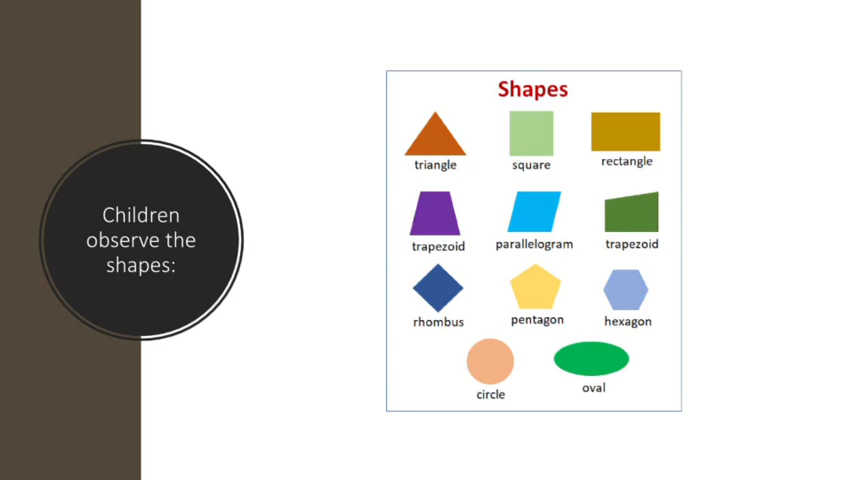 Children
observe the
shapes:
Shapes
triangle
square
rectangle
trapezoid
parallelogram
trapezoid
rhombus
pentagon
hexagon
circle
oval